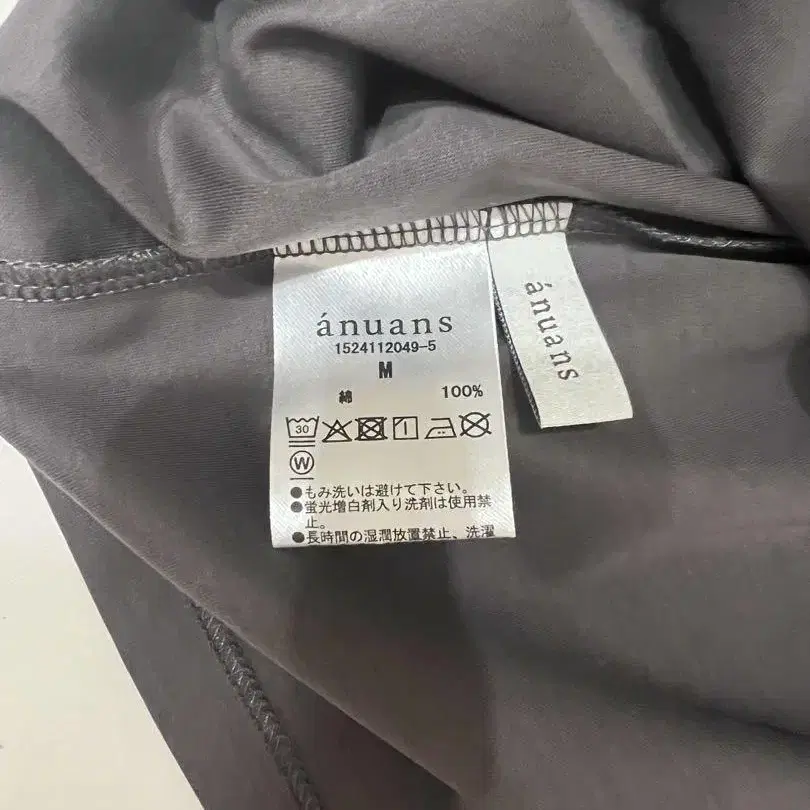 ánuans
1524112049-5
M
綿 100%
30
W
●もみ洗いは避けて下さい。
●蛍光増白剤入り洗剤は使用禁
止。
●長時間の湿潤放置禁止、洗濯
ánuans